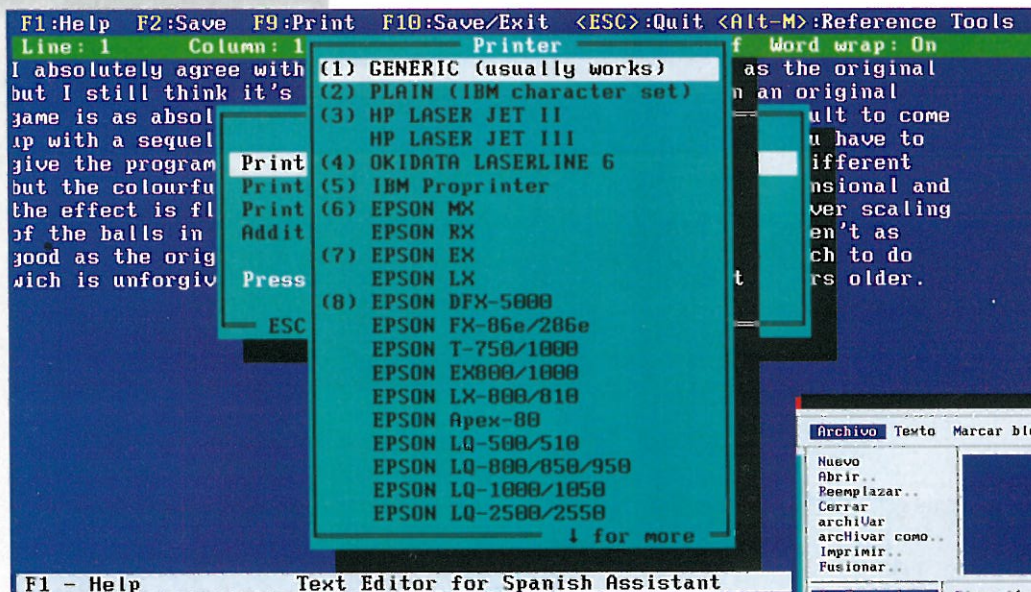 F1:Help F2:Save F9:Print F10:Save/Exit <ESC>:Quit <Alt-M>:Reference Tools
Line: 1 Column: 1 f Word wrap: On
Printer
I absolutely agree with as the original
but I still think it's n an original
game is as absol ult to come
up with a sequel u have to
give the program ifferent
but the colourfu nsional and
the effect is fl ver scaling
of the balls in en't as
good as the orig ch to do
wich is unforgiv t rs older.
Print
Print
Print
Addit
Press
ESC
(1) GENERIC (usually works)
(2) PLAIN (IBM character set)
(3) HP LASER JET II
HP LASER JET III
(4) OKIDATA LASERLINE 6
(5) IBM Proprinter
(6) EPSON MX
EPSON RX
(7) EPSON EX
EPSON LX
(8) EPSON DFX-5000
EPSON FX-86e/286e
EPSON T-750/1000
EPSON EX800/1000
EPSON LX-800/810
EPSON Apex-80
EPSON LQ-500/510
EPSON LQ-800/850/950
EPSON LQ-1000/1050
EPSON LQ-2500/2550
↓ for more
F1 - Help Text Editor for Spanish Assistant
Archivo Texto Marcar blo
Nuevo
Abrir..
Reemplazar..
Cerrar
archiVar
arcHivar como..
Imprimir..
Fusionar..